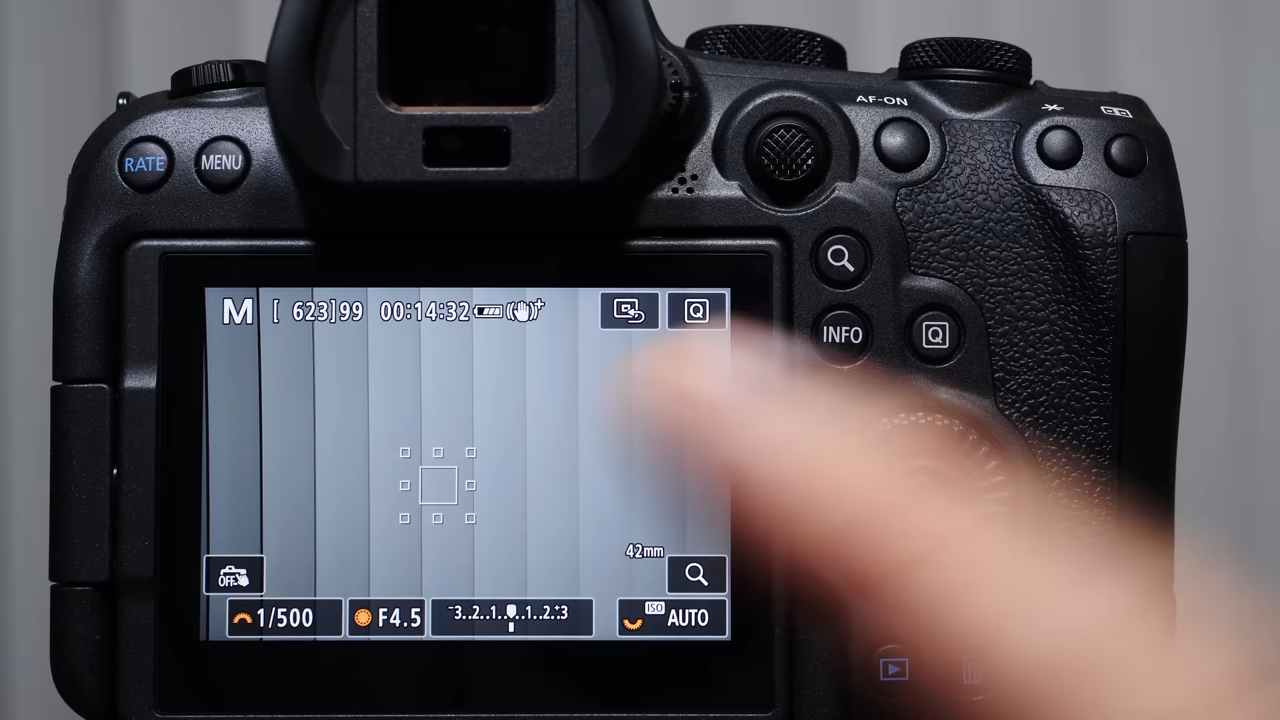 AF-ON
RATE
MENU
INFO
Q
M [ 623]99 00:14:32
Q
42mm
OFF
1/500 F4.5 -3..2..1..0..1..2..+3 ISO AUTO